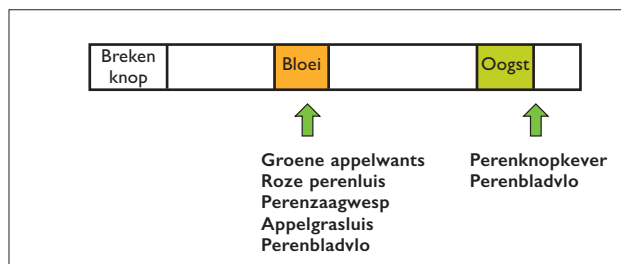 Breken
knop
Bloei
Oogst
Groene appelwants
Roze perenluis
Perenzaagwesp
Appelgrasluis
Perenbladvlo
Perenknopkever
Perenbladvlo